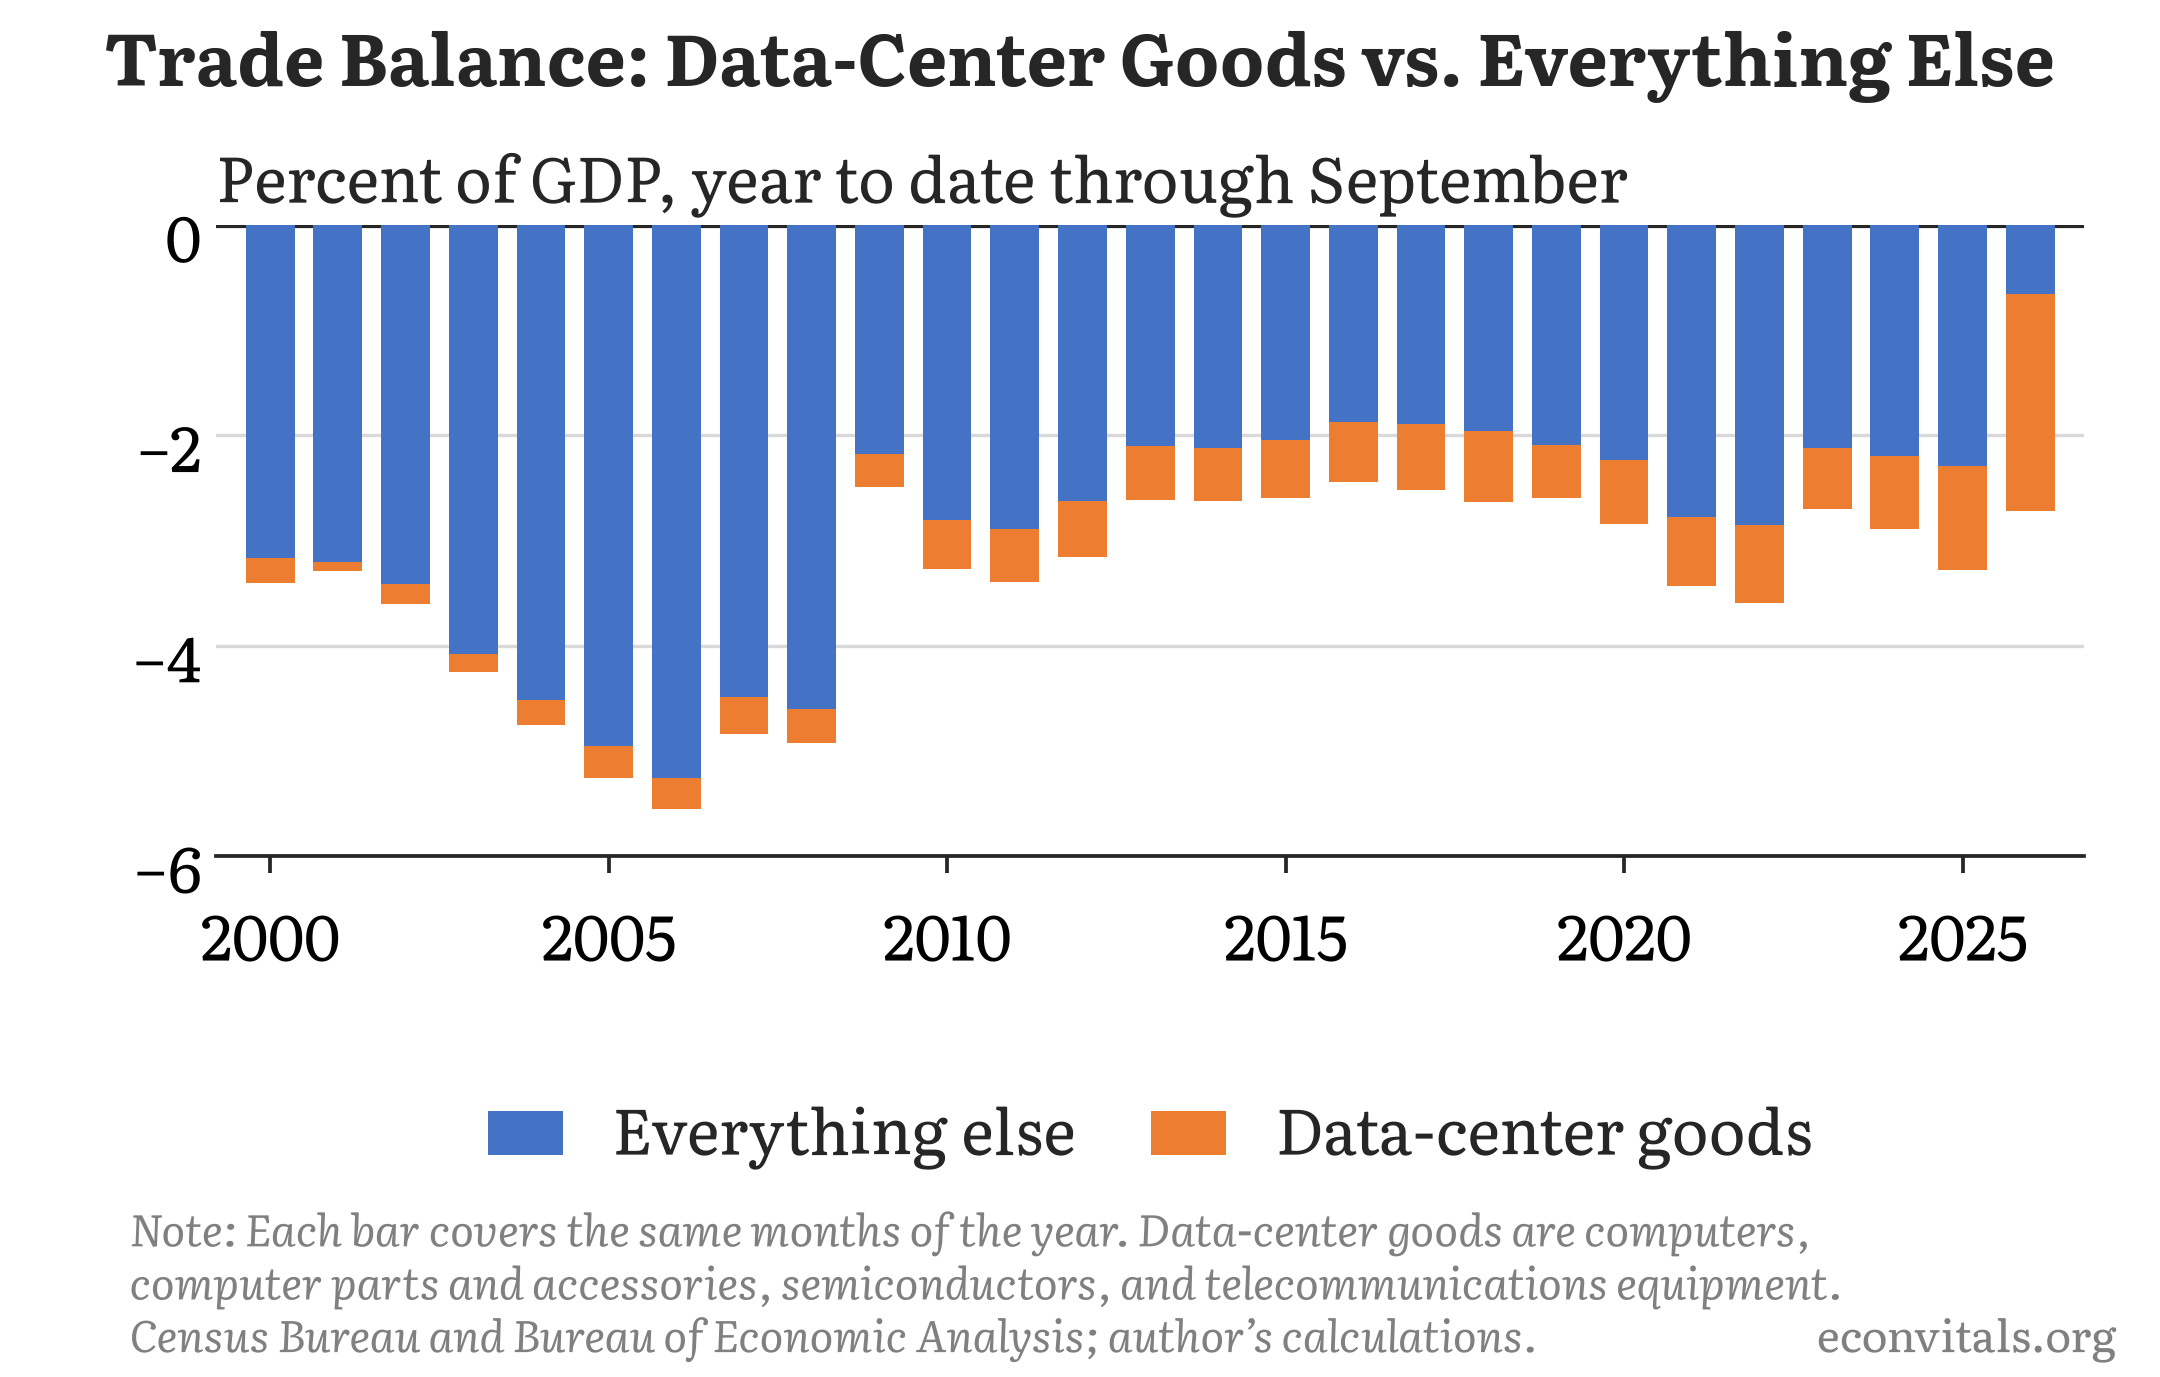 Trade Balance: Data-Center Goods vs. Everything Else
Percent of GDP, year to date through September
0
−2
−4
−6
2000 2005 2010 2015 2020 2025
Everything else Data-center goods
Note: Each bar covers the same months of the year. Data-center goods are computers,
computer parts and accessories, semiconductors, and telecommunications equipment.
Census Bureau and Bureau of Economic Analysis; author’s calculations. econvitals.org